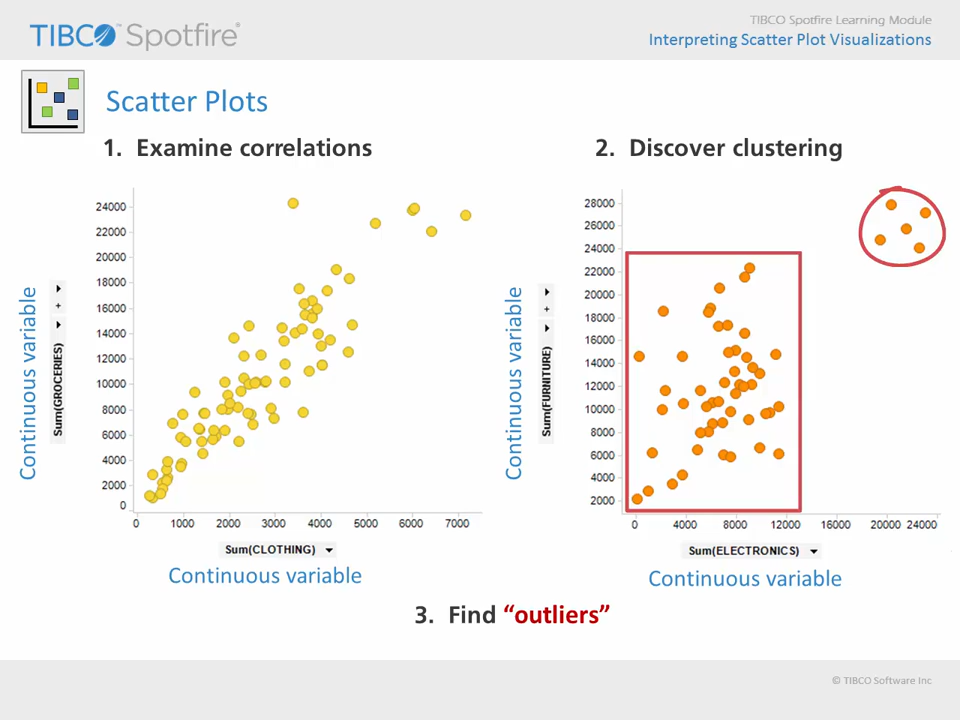 TIBCO Spotfire®
TIBCO Spotfire Learning Module
Interpreting Scatter Plot Visualizations
Scatter Plots
1. Examine correlations
Continuous variable
Sum(GROCERIES)
+
24000
22000
20000
18000
16000
14000
12000
10000
8000
6000
4000
2000
0
0 1000 2000 3000 4000 5000 6000 7000
Sum(CLOTHING)
Continuous variable
2. Discover clustering
Continuous variable
Sum(FURNITURE)
+
28000
26000
24000
22000
20000
18000
16000
14000
12000
10000
8000
6000
4000
2000
0 4000 8000 12000 16000 20000 24000
Sum(ELECTRONICS)
Continuous variable
3. Find “outliers”
© TIBCO Software Inc